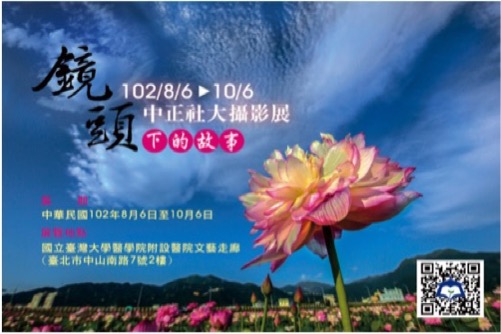 鏡頭
102/8/6▶10/6
中正社大攝影展
下的故事
中華民國102年8月6日至10月6日
國立臺灣大學醫學院附設醫院文藝走廊
（臺北市中山南路7號2樓）